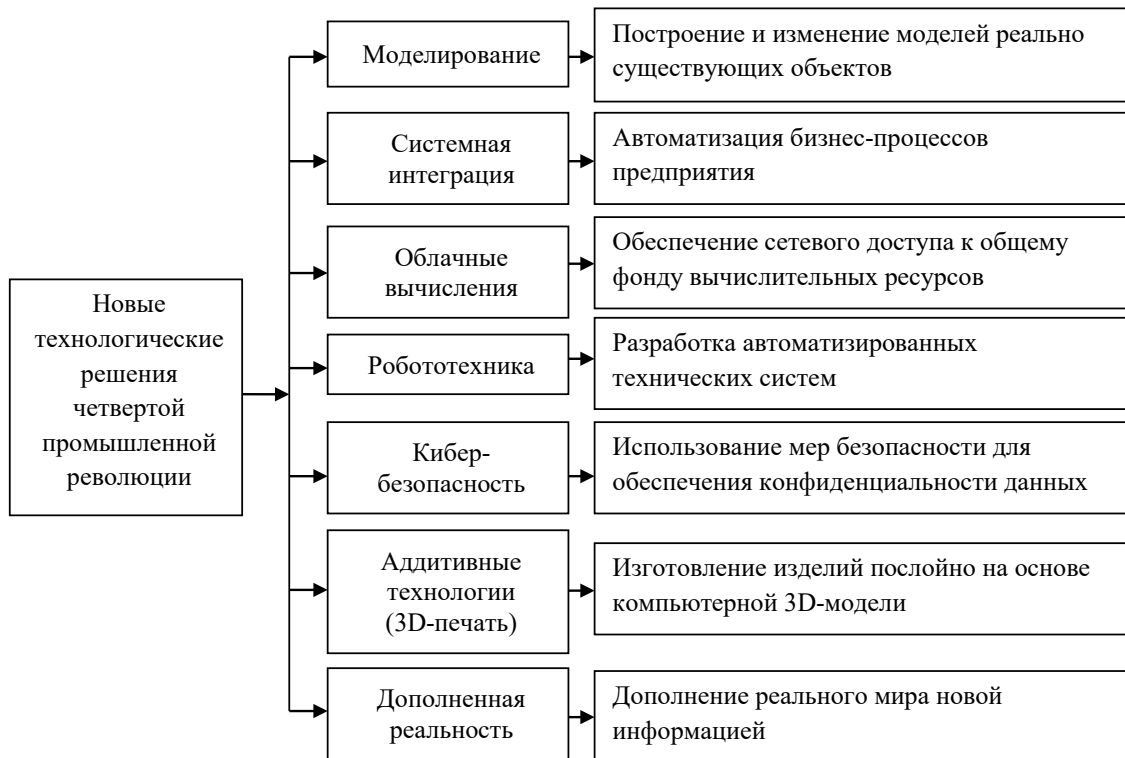 Новые
технологические
решения
четвертой
промышленной
революции
Моделирование
Построение и изменение моделей реально
существующих объектов
Системная
интеграция
Автоматизация бизнес-процессов
предприятия
Облачные
вычисления
Обеспечение сетевого доступа к общему
фонду вычислительных ресурсов
Робототехника
Разработка автоматизированных
технических систем
Кибер-
безопасность
Использование мер безопасности для
обеспечения конфиденциальности данных
Аддитивные
технологии
(3D-печать)
Изготовление изделий послойно на основе
компьютерной 3D-модели
Дополненная
реальность
Дополнение реального мира новой
информацией